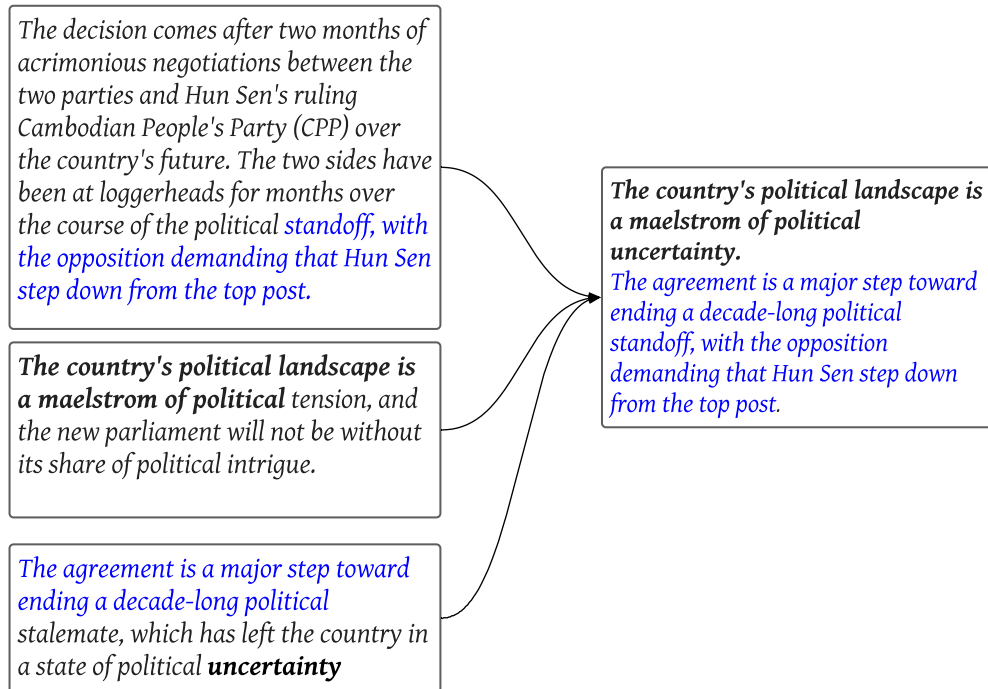 The decision comes after two months of
acrimonious negotiations between the
two parties and Hun Sen's ruling
Cambodian People's Party (CPP) over
the country's future. The two sides have
been at loggerheads for months over
the course of the political standoff, with
the opposition demanding that Hun Sen
step down from the top post.
The country's political landscape is
a maelstrom of political tension, and
the new parliament will not be without
its share of political intrigue.
The agreement is a major step toward
ending a decade-long political
stalemate, which has left the country in
a state of political uncertainty
The country's political landscape is
a maelstrom of political
uncertainty.
The agreement is a major step toward
ending a decade-long political
standoff, with the opposition
demanding that Hun Sen step down
from the top post.